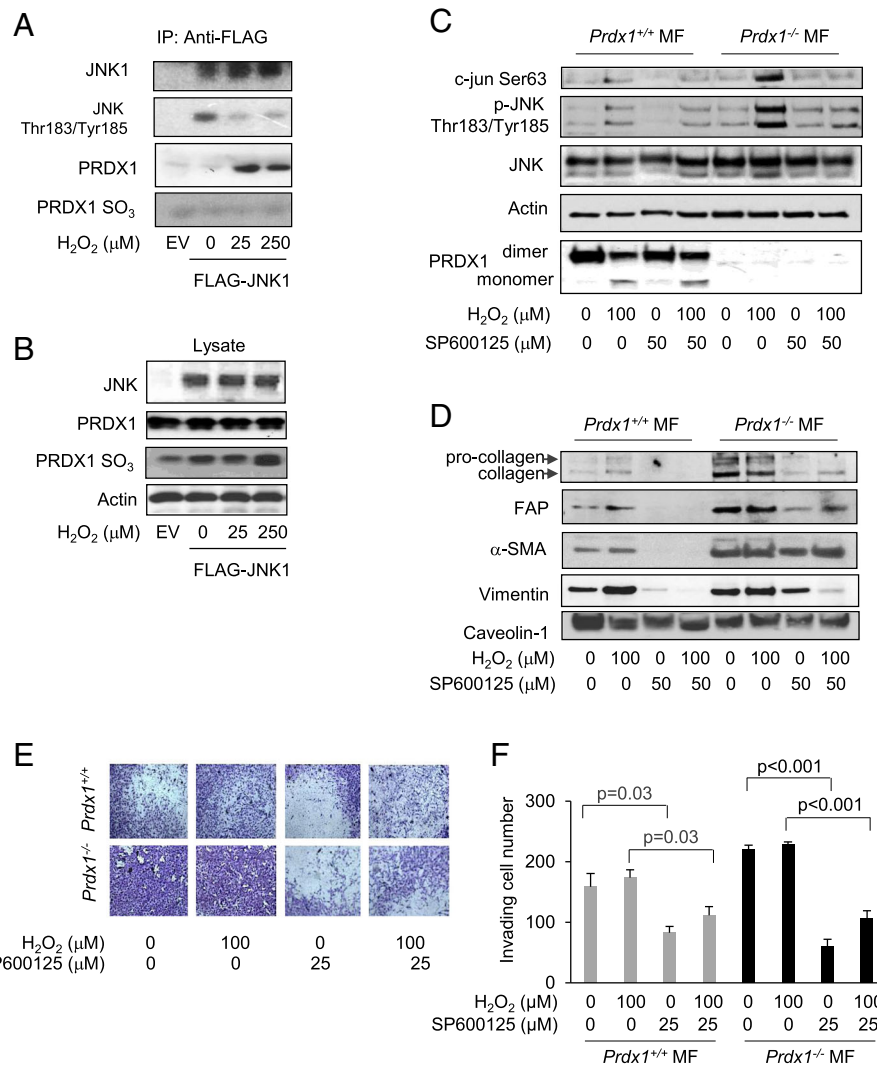 A
IP: Anti-FLAG
JNK1
JNK
Thr183/Tyr185
PRDX1
PRDX1 SO3
H2O2 (μM) EV 0 25 250
FLAG-JNK1
B
Lysate
JNK
PRDX1
PRDX1 SO3
Actin
H2O2 (μM) EV 0 25 250
FLAG-JNK1
C
Prdx1+/+ MF Prdx1-/- MF
c-jun Ser63
p-JNK
Thr183/Tyr185
JNK
Actin
PRDX1 dimer
monomer
H2O2 (μM) 0 100 0 100 0 100 0 100
SP600125 (μM) 0 0 50 50 0 0 50 50
D
Prdx1+/+ MF Prdx1-/- MF
pro-collagen
collagen
FAP
α-SMA
Vimentin
Caveolin-1
H2O2 (μM) 0 100 0 100 0 100 0 100
SP600125 (μM) 0 0 50 50 0 0 50 50
E
Prdx1+/+
Prdx1-/-
H2O2 (μM) 0 100 0 100
P600125 (μM) 0 0 25 25
F
p<0.001
p=0.03
p<0.001
p=0.03
Invading cell number
300
200
100
0
H2O2 (μM) 0 100 0 100 0 100 0 100
SP600125 (μM) 0 0 25 25 0 0 25 25
Prdx1+/+ MF Prdx1-/- MF